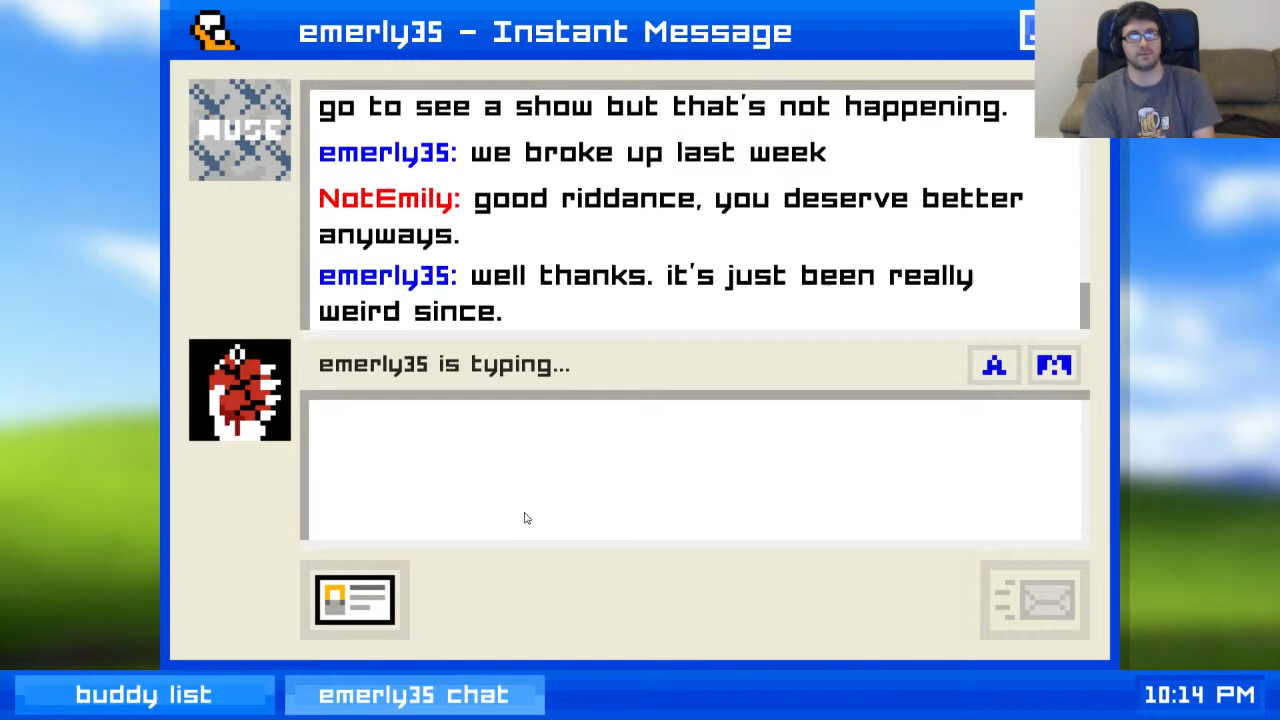 emerly35 - Instant Message
MUSE
go to see a show but that's not happening.
emerly35: we broke up last week
NotEmily: good riddance, you deserve better
anyways.
emerly35: well thanks. it's just been really
weird since.
emerly35 is typing...
A
buddy list
emerly35 chat
10:14 PM